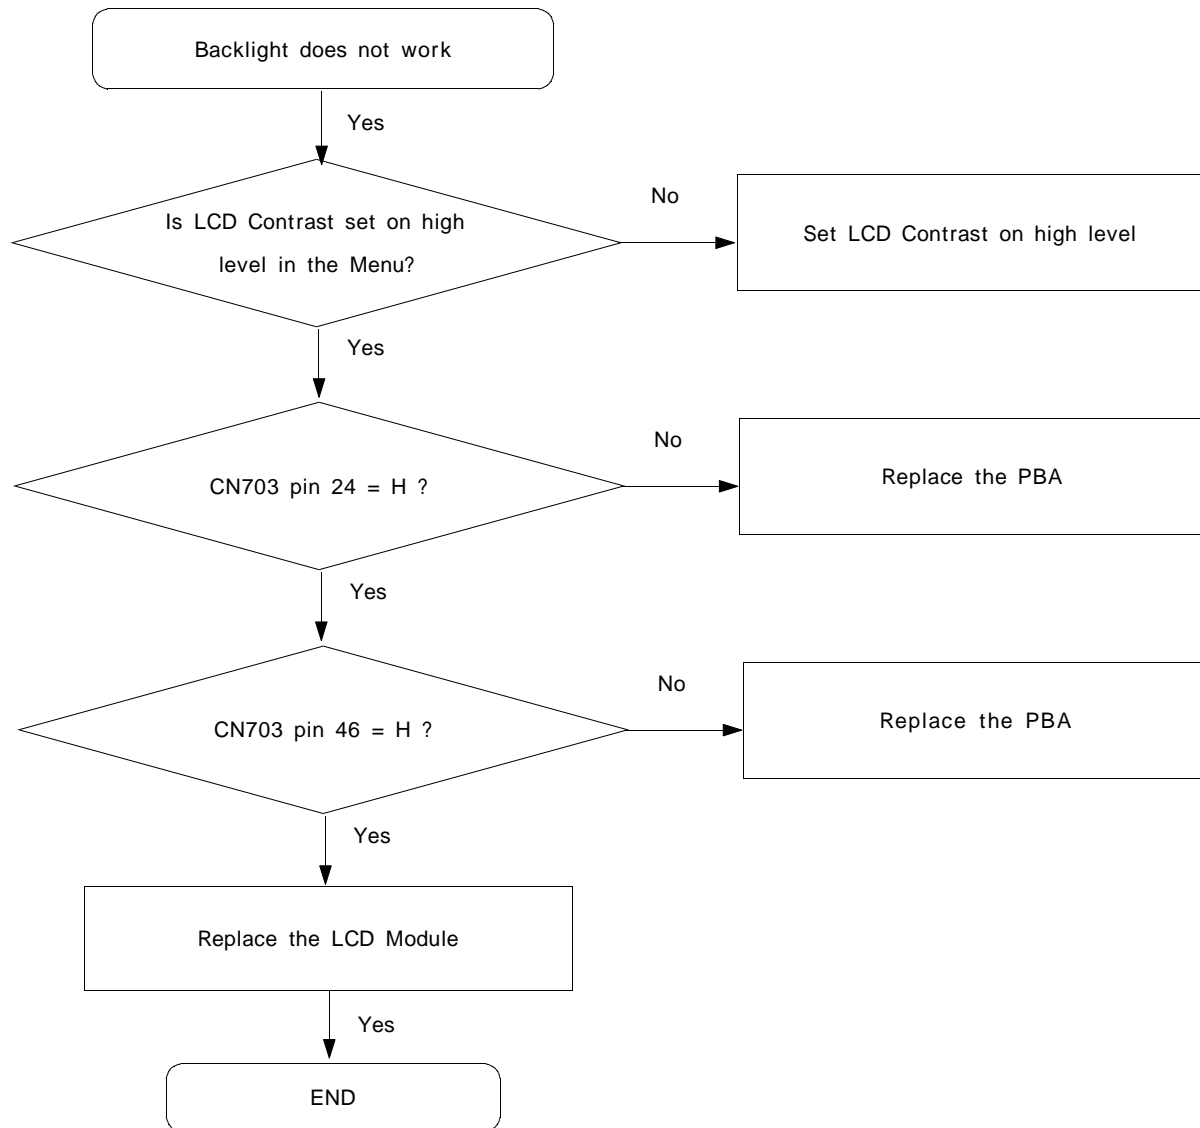 Backlight does not work
Yes
Is LCD Contrast set on high
level in the Menu?
No
Set LCD Contrast on high level
Yes
CN703 pin 24 = H ?
No
Replace the PBA
Yes
CN703 pin 46 = H ?
No
Replace the PBA
Yes
Replace the LCD Module
Yes
END